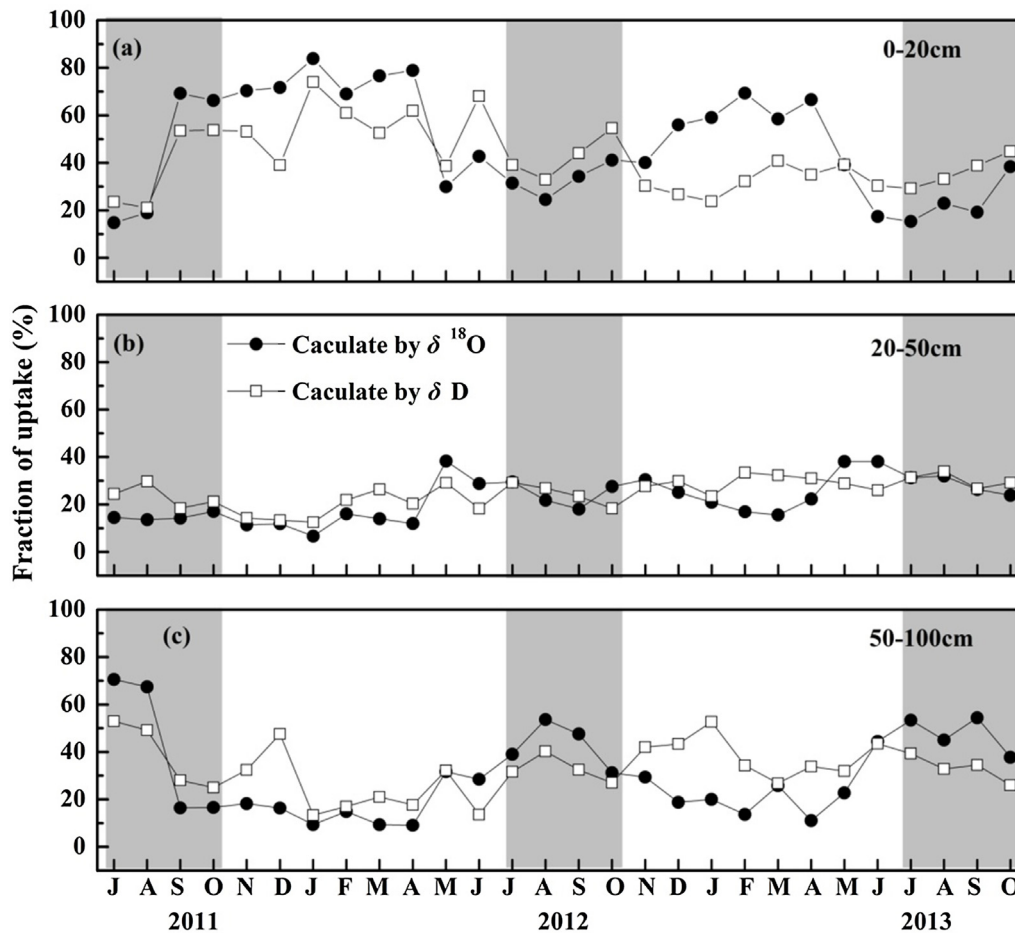 100
80
60
40
20
0
(a)
0-20cm
100
80
60
40
20
0
(b)
20-50cm
Caculate by δ ¹⁸O
Caculate by δ D
Fraction of uptake (%)
100
80
60
40
20
0
(c)
50-100cm
J A S O N D J F M A M J J A S O N D J F M A M J J A S O
2011 2012 2013